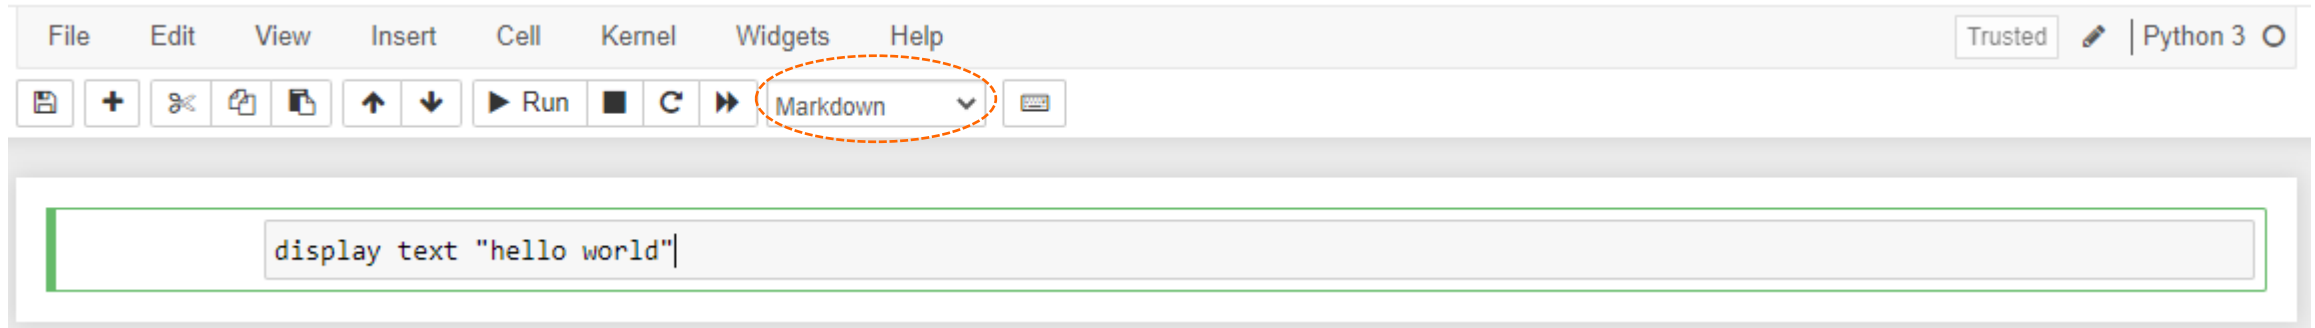 File Edit View Insert Cell Kernel Widgets Help Trusted Python 3
Run Markdown
display text "hello world"